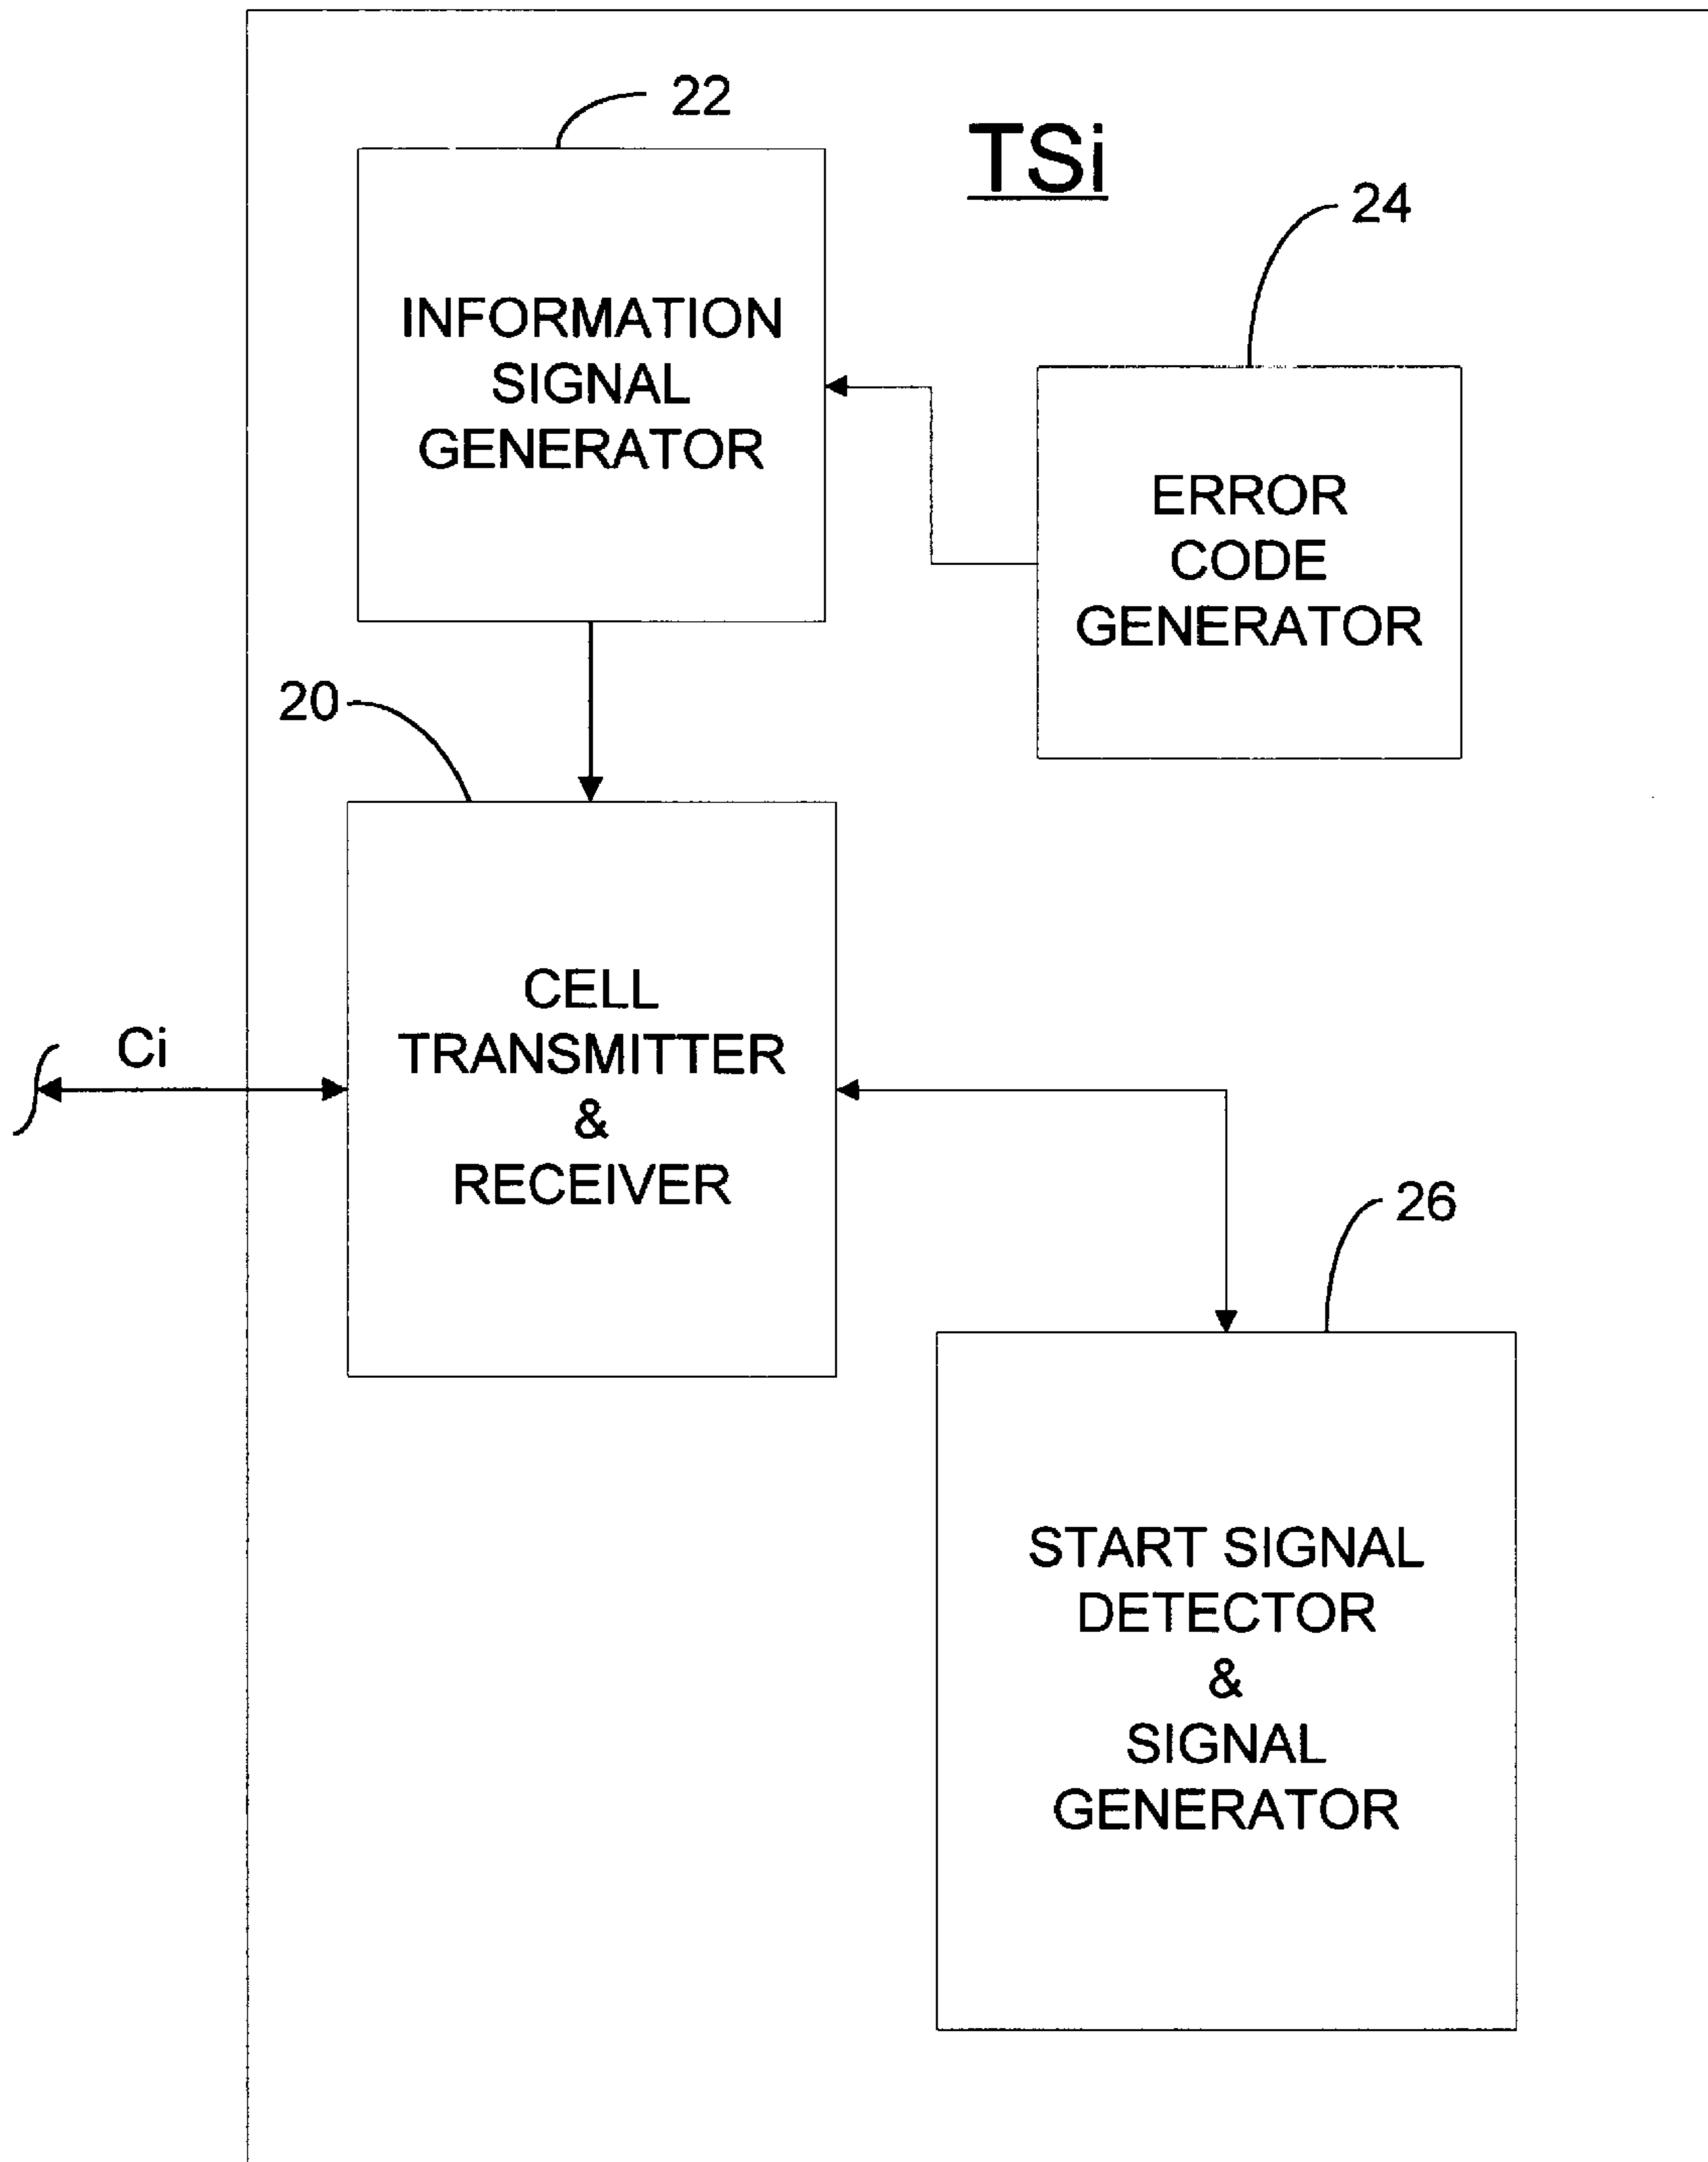 22
TSi
24
INFORMATION
SIGNAL
GENERATOR
ERROR
CODE
GENERATOR
20
CELL
TRANSMITTER
&
RECEIVER
Ci
26
START SIGNAL
DETECTOR
&
SIGNAL
GENERATOR